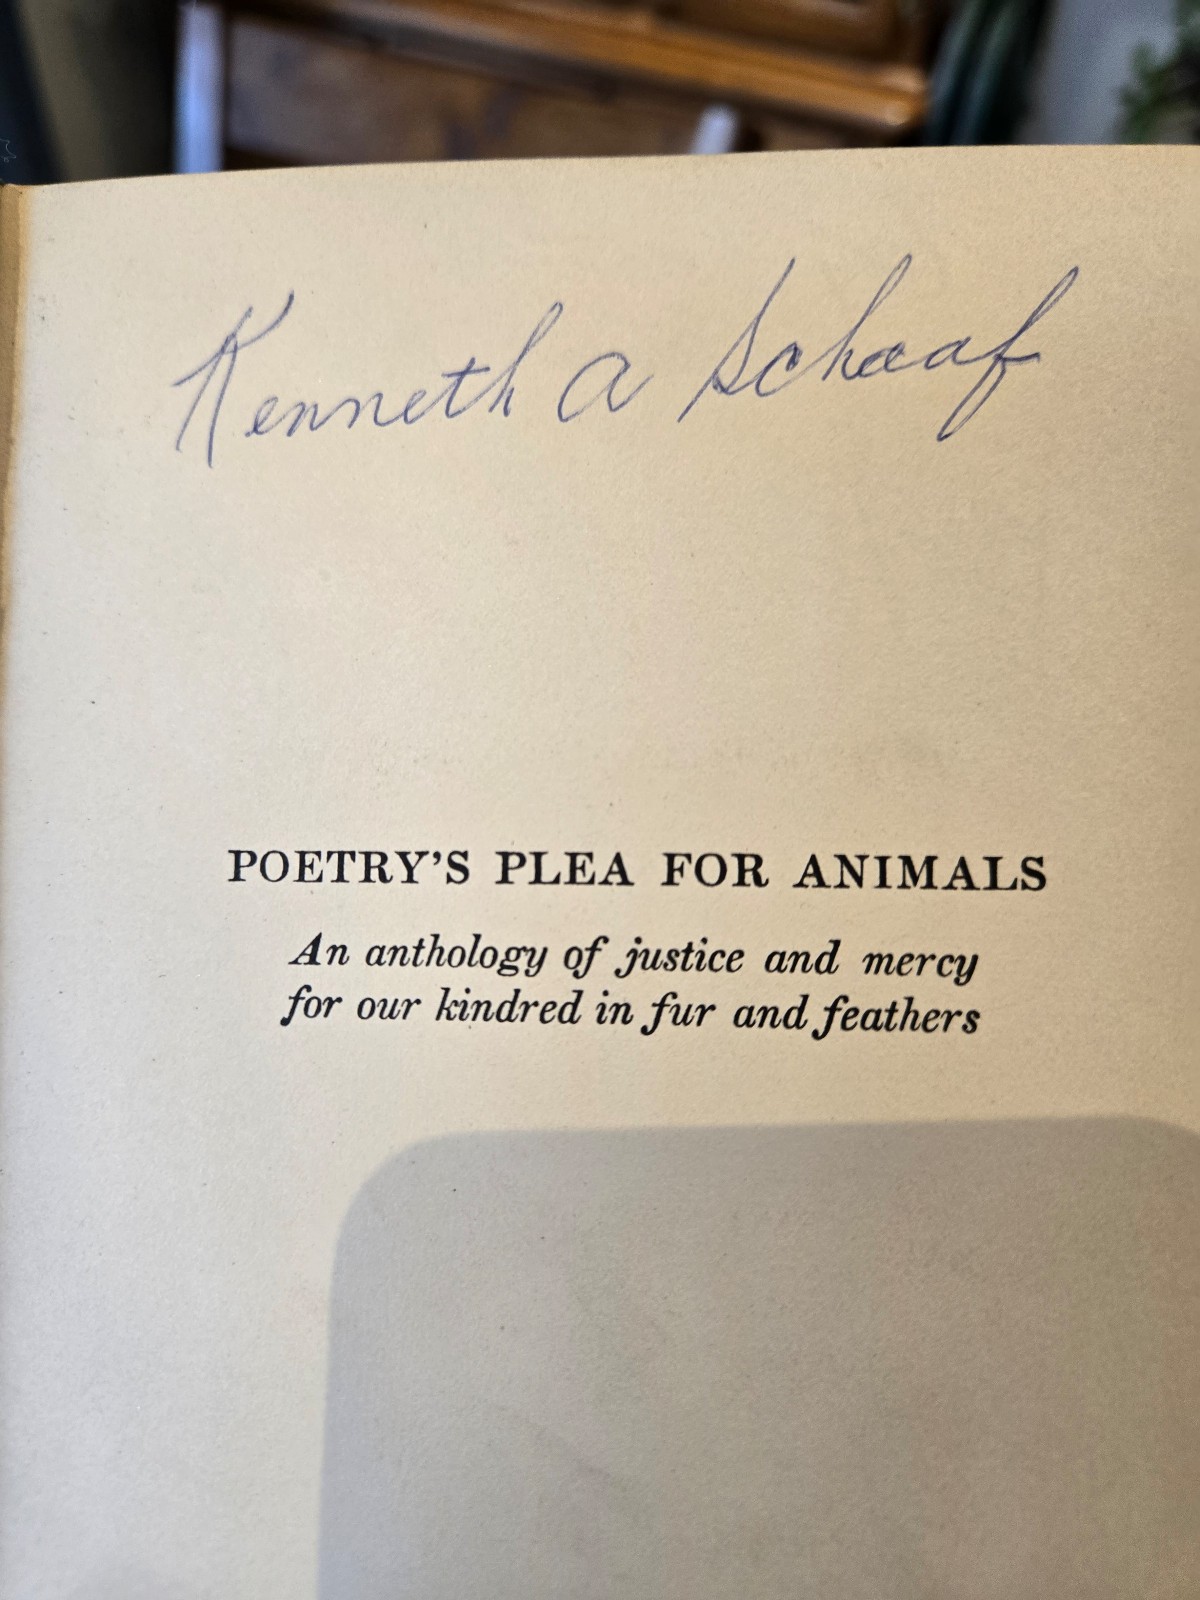 Kenneth A Schaaf
POETRY'S PLEA FOR ANIMALS
An anthology of justice and mercy
for our kindred in fur and feathers